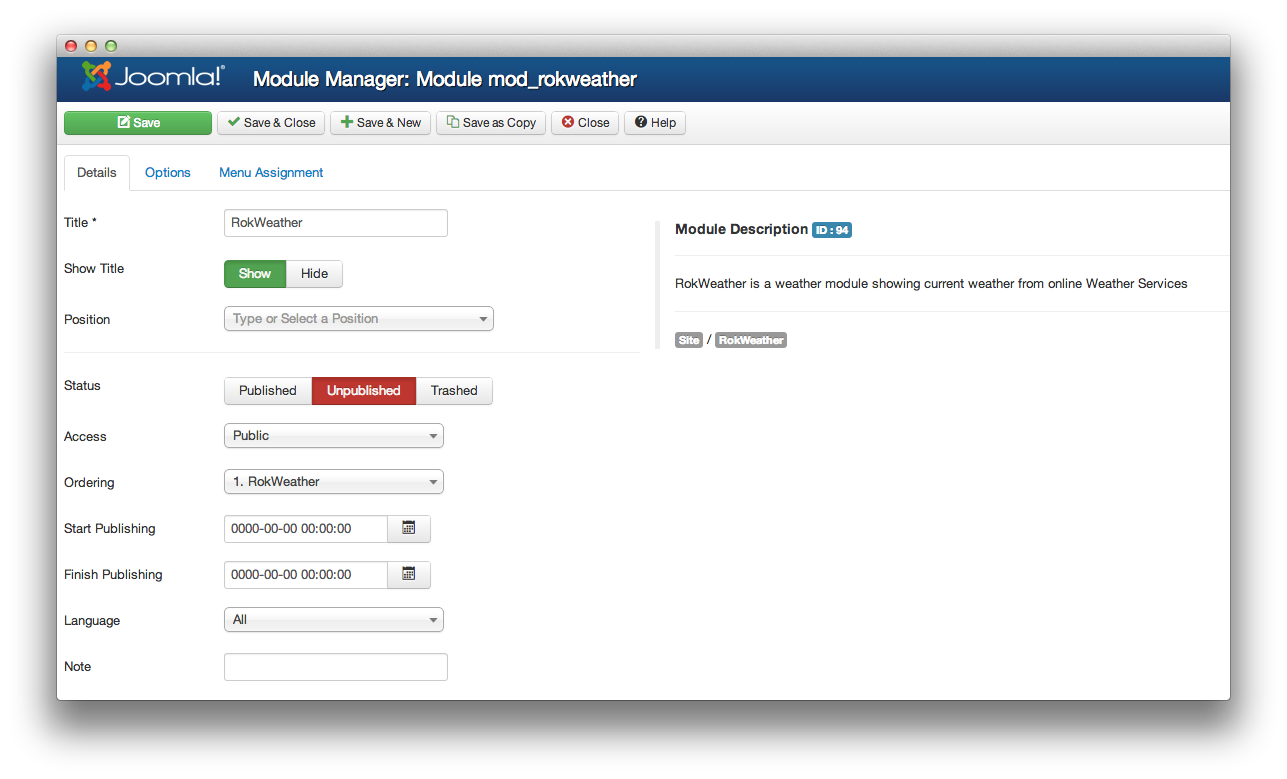 Joomla!® Module Manager: Module mod_rokweather
Save Save & Close Save & New Save as Copy Close Help
Details Options Menu Assignment
Title * RokWeather
Show Title Show Hide
Position Type or Select a Position
Status Published Unpublished Trashed
Access Public
Ordering 1. RokWeather
Start Publishing 0000-00-00 00:00:00
Finish Publishing 0000-00-00 00:00:00
Language All
Note
Module Description ID : 94
RokWeather is a weather module showing current weather from online Weather Services
Site / RokWeather